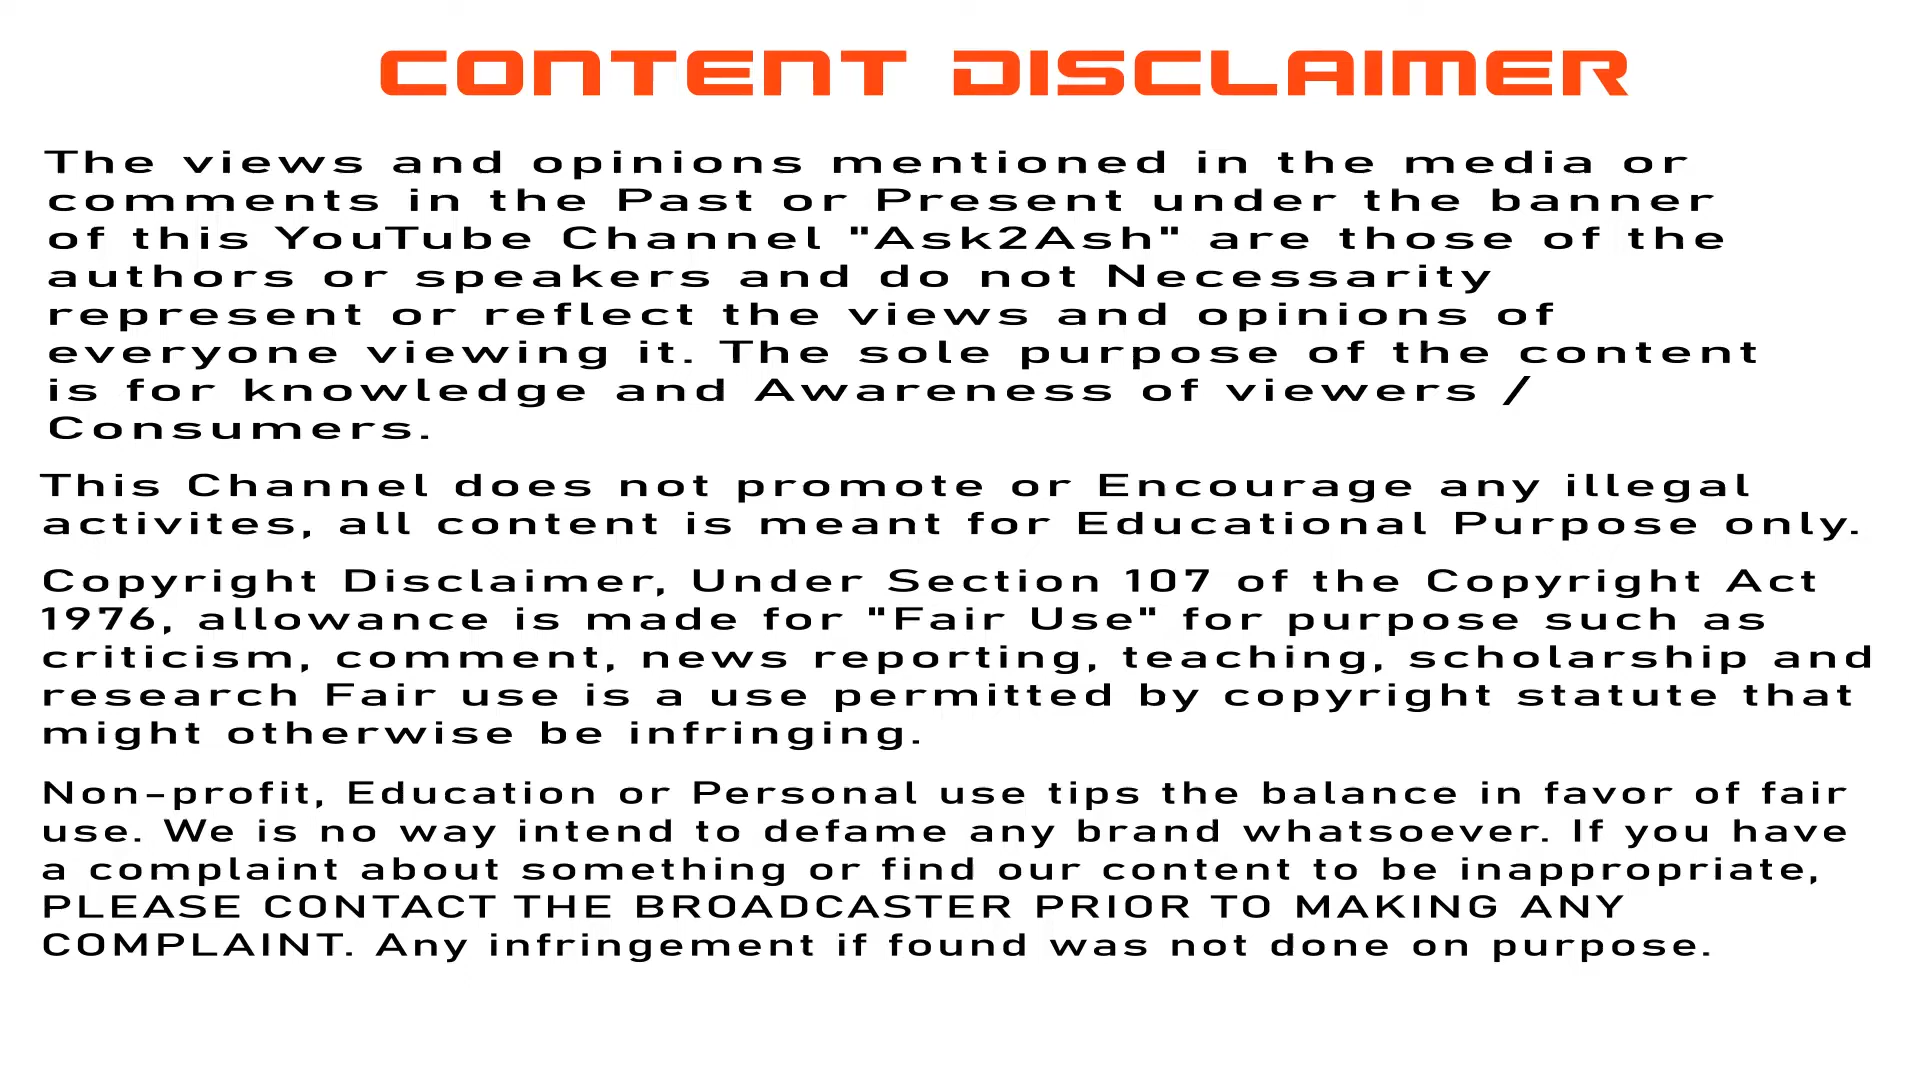 CONTENT DISCLAIMER
The views and opinions mentioned in the media or
comments in the Past or Present under the banner
of this YouTube Channel "Ask2Ash" are those of the
authors or speakers and do not Necessarity
represent or reflect the views and opinions of
everyone viewing it. The sole purpose of the content
is for knowledge and Awareness of viewers /
Consumers.
This Channel does not promote or Encourage any illegal
activites, all content is meant for Educational Purpose only.
Copyright Disclaimer, Under Section 107 of the Copyright Act
1976, allowance is made for "Fair Use" for purpose such as
criticism, comment, news reporting, teaching, scholarship and
research Fair use is a use permitted by copyright statute that
might otherwise be infringing.
Non-profit, Education or Personal use tips the balance in favor of fair
use. We is no way intend to defame any brand whatsoever. If you have
a complaint about something or find our content to be inappropriate,
PLEASE CONTACT THE BROADCASTER PRIOR TO MAKING ANY
COMPLAINT. Any infringement if found was not done on purpose.